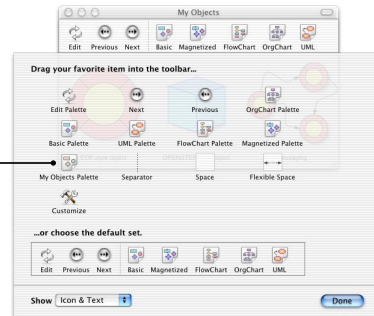 My Objects
Edit Previous Next Basic Magnetized FlowChart OrgChart UML
Drag your favorite item into the toolbar...
Edit Palette Next Previous OrgChart Palette
Basic Palette UML Palette FlowChart Palette Magnetized Palette
My Objects Palette Separator Space Flexible Space
Customize
...or choose the default set.
Edit Previous Next Basic Magnetized FlowChart OrgChart UML
Show Icon & Text Done